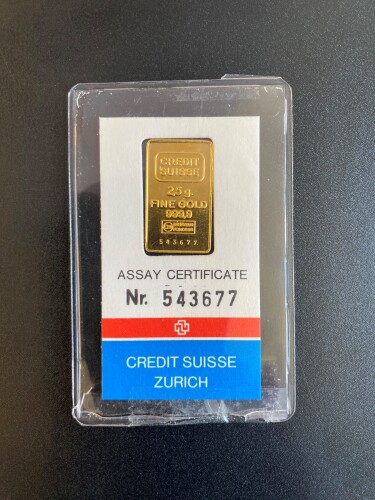 CREDIT
SUISSE
2,5 g.
FINE GOLD
999,9
543677
ASSAY CERTIFICATE
Nr. 543677
CREDIT SUISSE
ZURICH